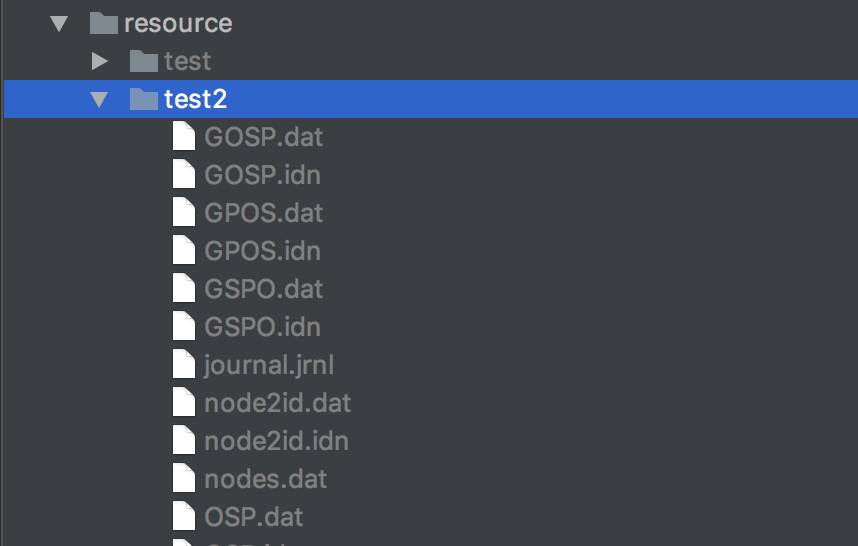 resource
test
test2
GOSP.dat
GOSP.idn
GPOS.dat
GPOS.idn
GSPO.dat
GSPO.idn
journal.jrnl
node2id.dat
node2id.idn
nodes.dat
OSP.dat